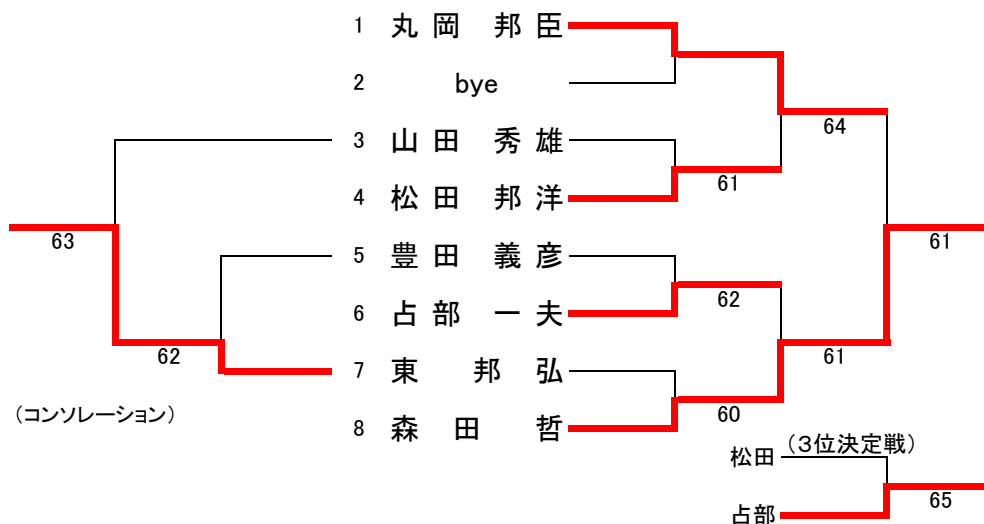 1 丸岡 邦臣
2 bye
64
3 山田 秀雄
61
4 松田 邦洋
63
61
5 豊田 義彦
62
6 占部 一夫
62
61
7 東 邦弘
60
(コンソレーション)
8 森田 哲
(3位決定戦)
松田
65
占部